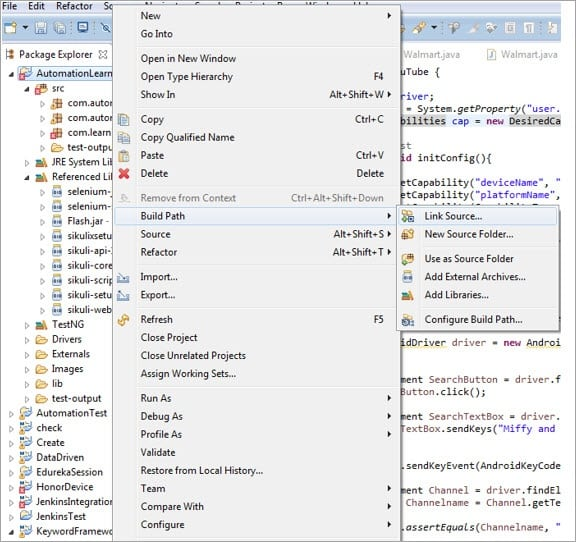 File Edit Refactor
Package Explorer
AutomationLearn
src
com.autor
com.autor
com.learn
test-outpu
JRE System Lib
Referenced Lib
selenium-
selenium-
Flash.jar
sikulixsetu
sikuli-api-
sikuli-core
sikuli-scrip
sikuli-setu
sikuli-web
TestNG
Drivers
Externals
Images
lib
test-output
AutomationTest
check
Create
DataDriven
EdurekaSession
HonorDevice
JenkinsIntegration
JenkinsTest
KeywordFramew
New
Go Into
Open in New Window
Open Type Hierarchy F4
Show In Alt+Shift+W
Copy Ctrl+C
Copy Qualified Name
Paste Ctrl+V
Delete Delete
Remove from Context Ctrl+Alt+Shift+Down
Build Path
Source Alt+Shift+S
Refactor Alt+Shift+T
Import...
Export...
Refresh F5
Close Project
Close Unrelated Projects
Assign Working Sets...
Run As
Debug As
Profile As
Validate
Restore from Local History...
Team
Compare With
Configure
Link Source...
New Source Folder...
Use as Source Folder
Add External Archives...
Add Libraries...
Configure Build Path...
Walmart.java Walmart.java
uTube {
river;
= System.getProperty("user.
bilities cap = new DesiredCa
st
d initConfig(){
etCapability("deviceName", "
etCapability("platformName",
idDriver driver = new Android
ment SearchButton = driver.f
Button.click();
ment SearchTextBox = driver.
TextBox.sendKeys("Miffy and
.sendKeyEvent(AndroidKeyCode
ment Channel = driver.findEl
Channelname = Channel.getTe
.assertEquals(Channelname, "